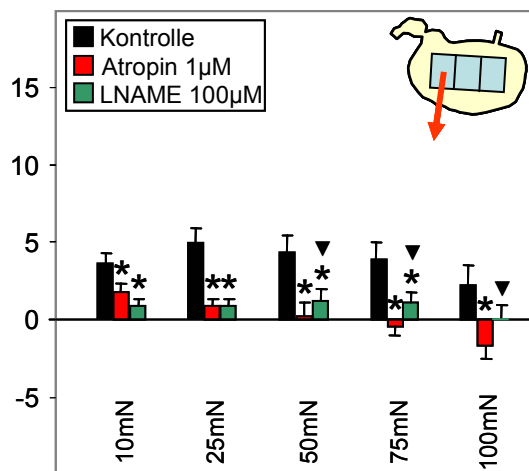 Kontrolle
Atropin 1µM
LNAME 100µM
15
10
5
0
-5
* * ** * * * * *
10mN
25mN
50mN
75mN
100mN